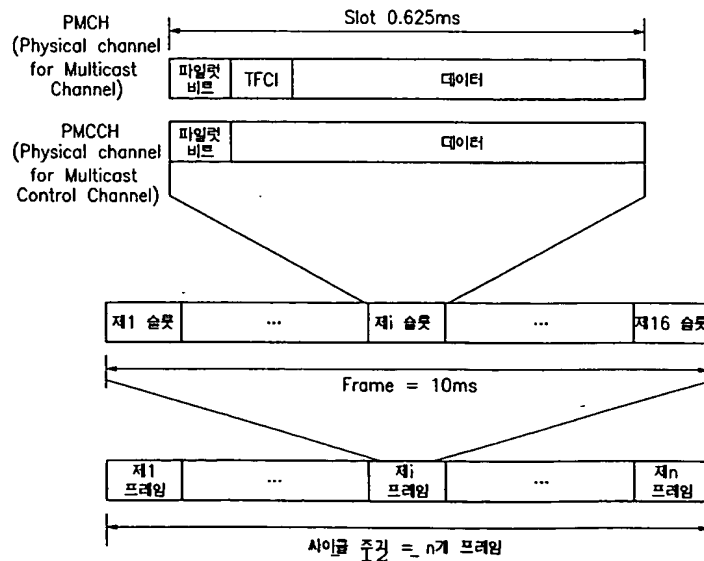 PMCH
(Physical channel
for Multicast
Channel)
Slot 0.625ms
파일럿
비트
TFCI
데이터
PMCCH
(Physical channel
for Multicast
Control Channel)
파일럿
비트
데이터
제1 슬롯
...
제i 슬롯
...
제16 슬롯
Frame = 10ms
제1
프레임
...
제i
프레임
...
제n
프레임
사이클 주기 = n개 프레임
12